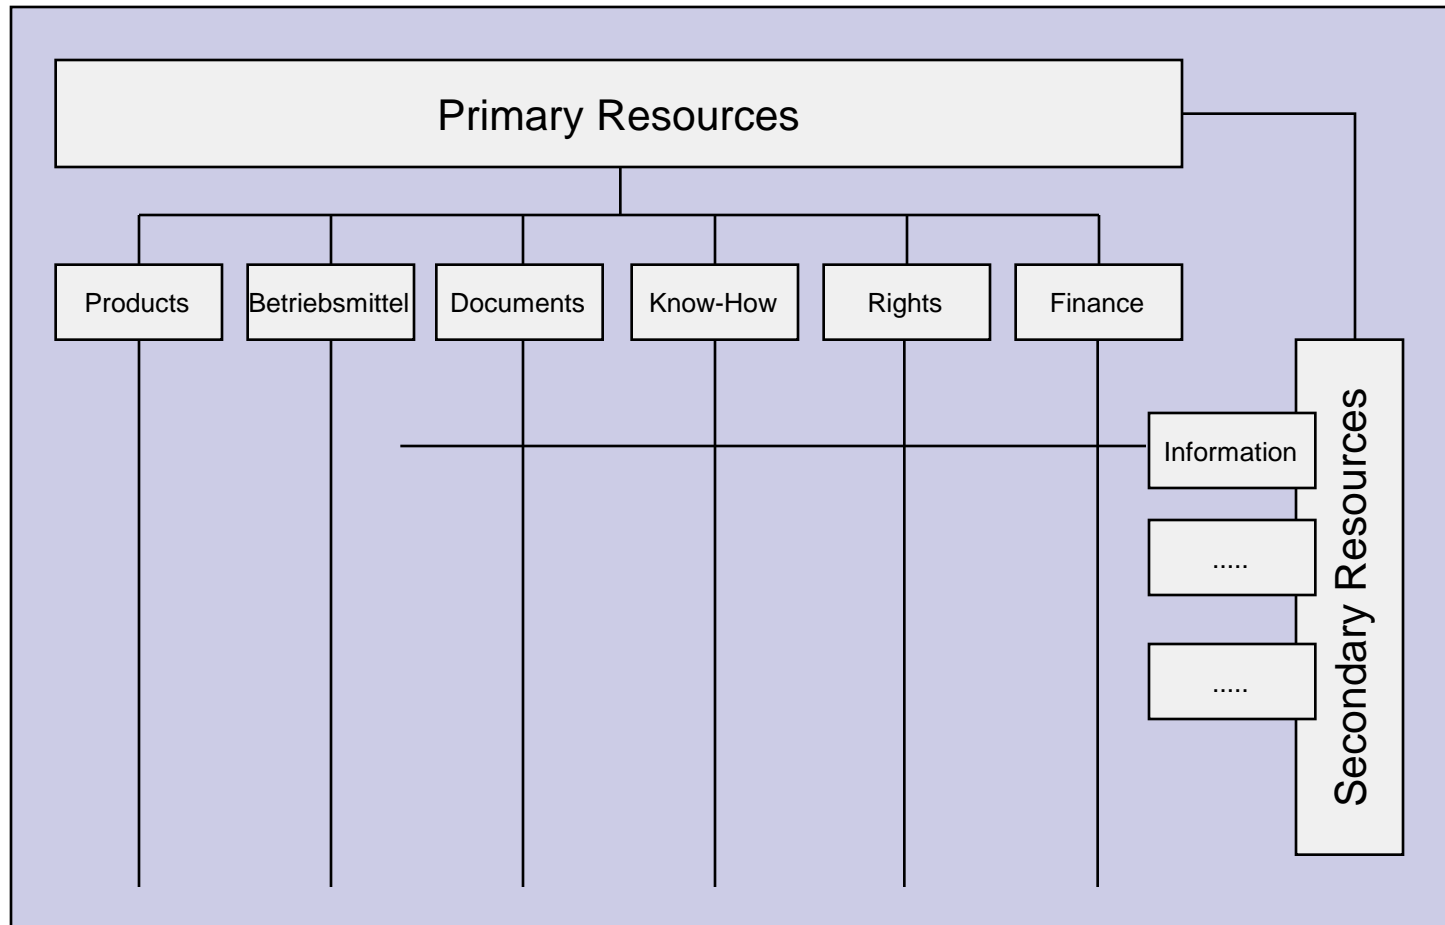 Primary Resources
Products
Betriebsmittel
Documents
Know-How
Rights
Finance
Information
.....
.....
Secondary Resources